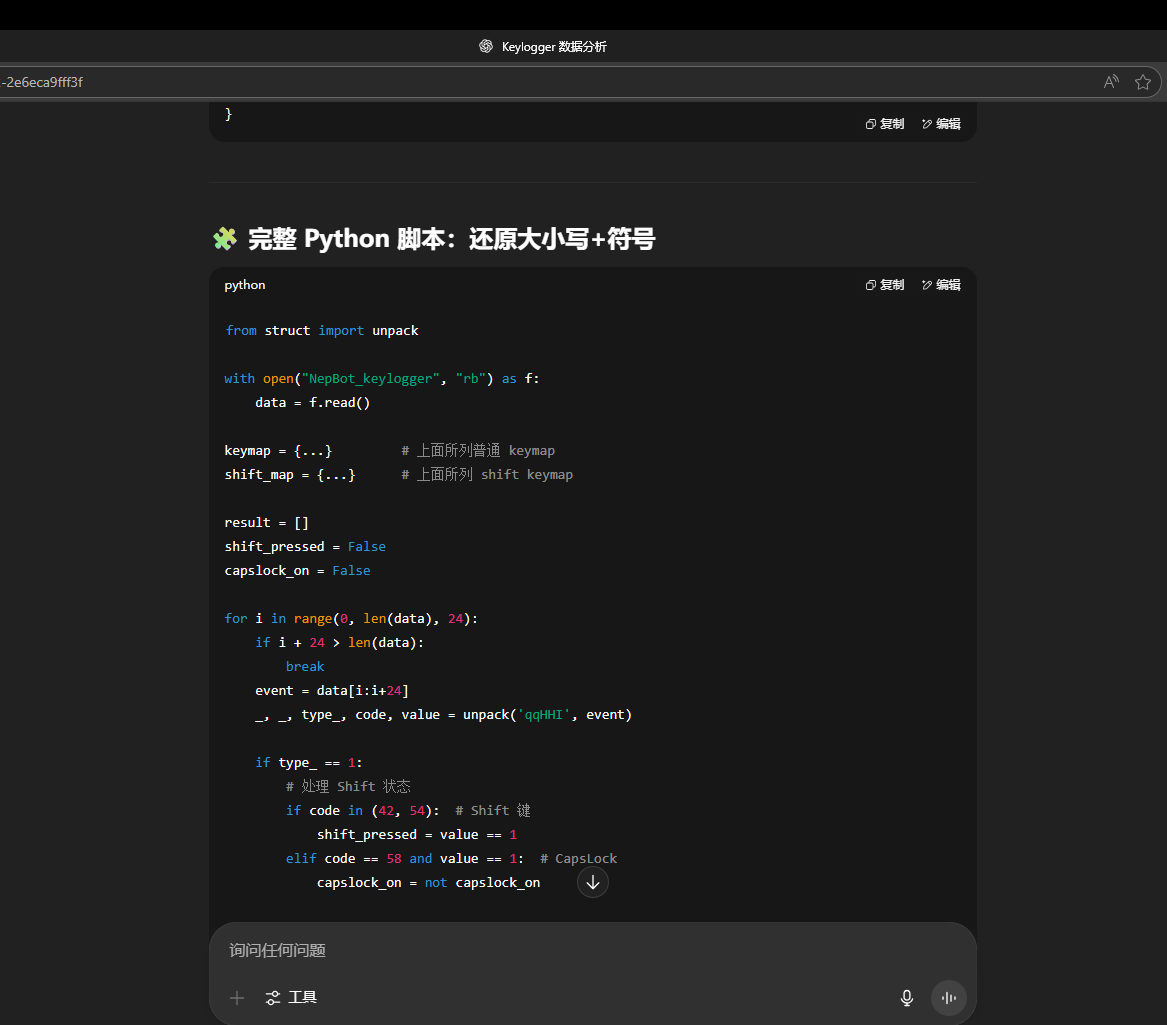 Keylogger 数据分析
-2e6eca9fff3f
}
复制 编辑
🧩 完整 Python 脚本：还原大小写+符号
python 复制 编辑
from struct import unpack
with open("NepBot_keylogger", "rb") as f:
    data = f.read()
keymap = {...}         # 上面所列普通 keymap
shift_map = {...}      # 上面所列 shift keymap
result = []
shift_pressed = False
capslock_on = False
for i in range(0, len(data), 24):
    if i + 24 > len(data):
        break
    event = data[i:i+24]
    _, _, type_, code, value = unpack('qqHHI', event)
    if type_ == 1:
        # 处理 Shift 状态
        if code in (42, 54):  # Shift 键
            shift_pressed = value == 1
        elif code == 58 and value == 1:  # CapsLock
            capslock_on = not capslock_on
询问任何问题
工具